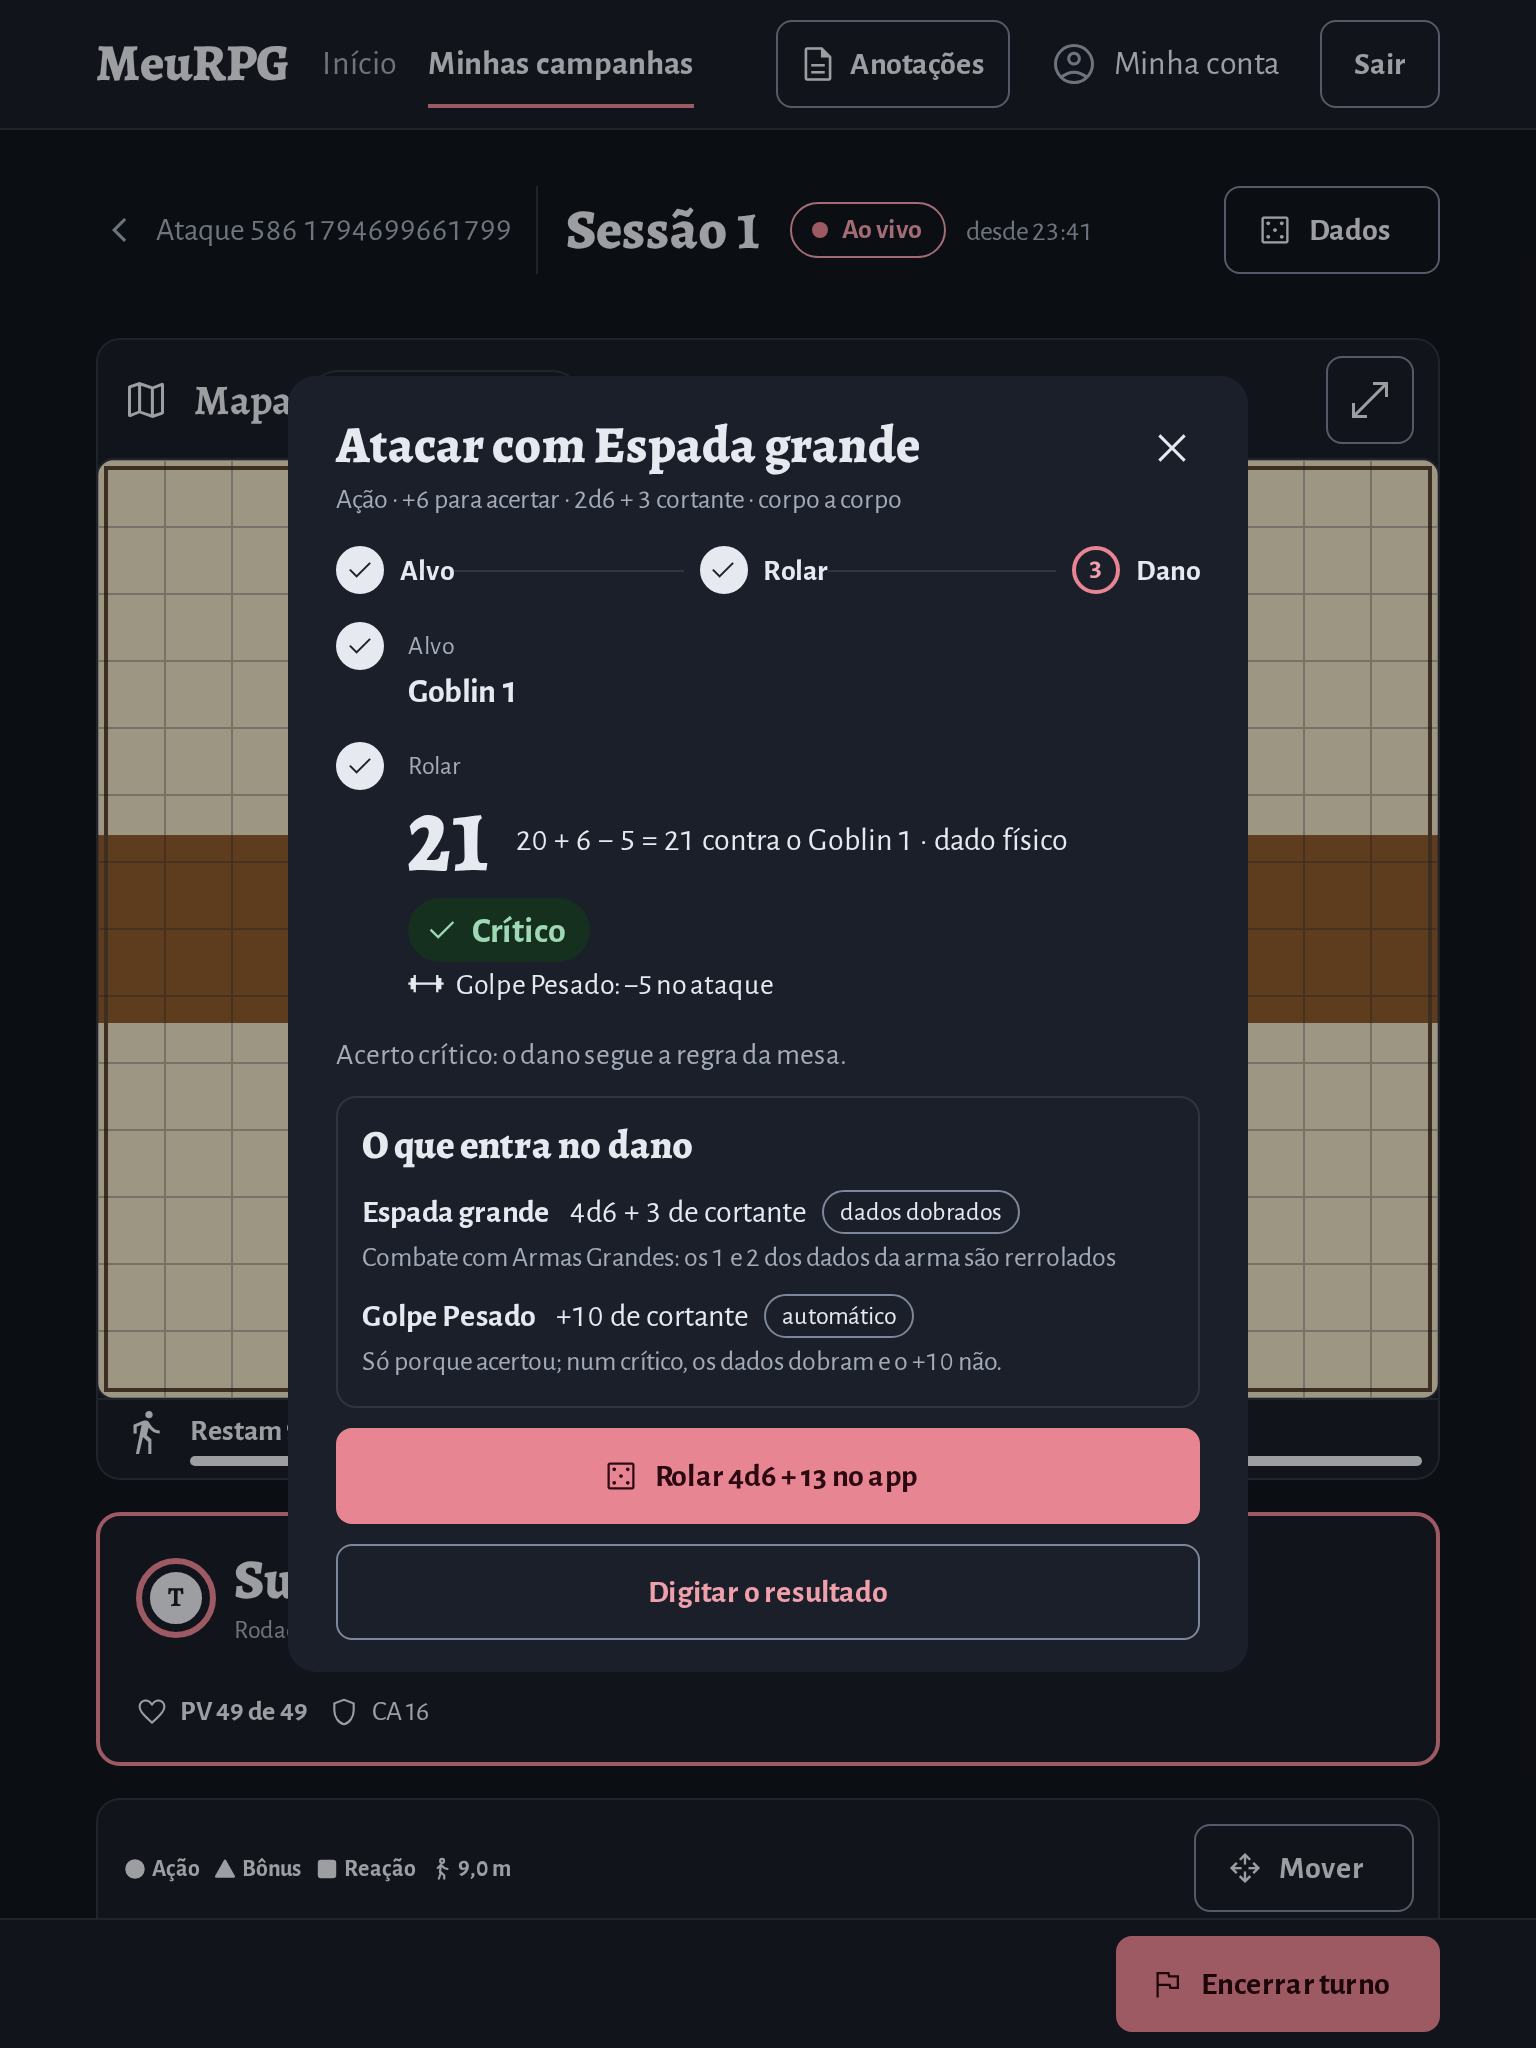 MeuRPG
Início
Minhas campanhas
Anotações
Minha conta
Sair
Ataque 586 1794699661799
Sessão 1
Ao vivo
desde 23:41
Dados
Mapa
Atacar com Espada grande
Ação · +6 para acertar · 2d6 + 3 cortante · corpo a corpo
Alvo
Rolar
3 Dano
Alvo
Goblin 1
Rolar
21 20 + 6 − 5 = 21 contra o Goblin 1 · dado físico
Crítico
Golpe Pesado: −5 no ataque
Acerto crítico: o dano segue a regra da mesa.
O que entra no dano
Espada grande 4d6 + 3 de cortante dados dobrados
Combate com Armas Grandes: os 1 e 2 dos dados da arma são rerrolados
Golpe Pesado +10 de cortante automático
Só porque acertou; num crítico, os dados dobram e o +10 não.
Rolar 4d6 + 13 no app
Digitar o resultado
Restam
T
PV 49 de 49
CA 16
Ação
Bônus
Reação
9,0 m
Mover
Encerrar turno